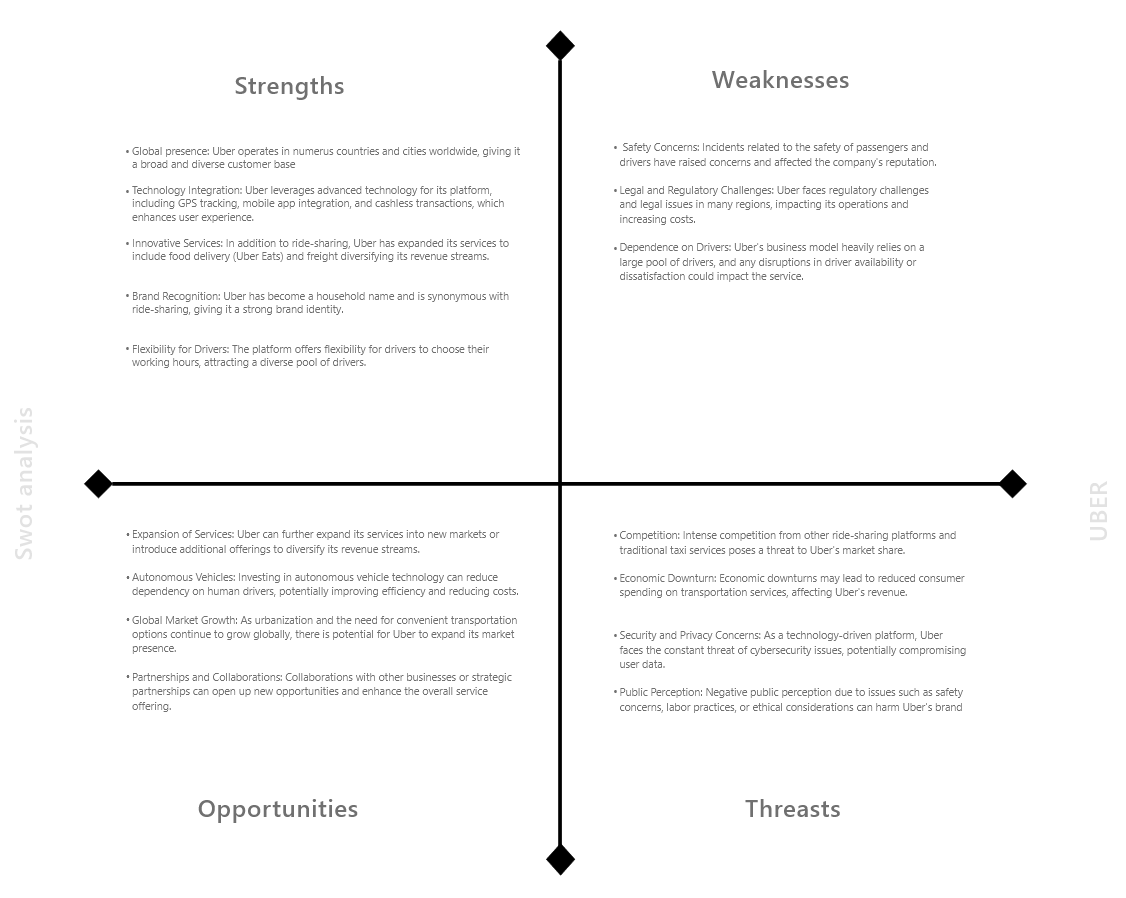 Strengths
• Global presence: Uber operates in numerus countries and cities worldwide, giving it
a broad and diverse customer base
• Technology Integration: Uber leverages advanced technology for its platform,
including GPS tracking, mobile app integration, and cashless transactions, which
enhances user experience.
• Innovative Services: In addition to ride-sharing, Uber has expanded its services to
include food delivery (Uber Eats) and freight diversifying its revenue streams.
• Brand Recognition: Uber has become a household name and is synonymous with
ride-sharing, giving it a strong brand identity.
• Flexibility for Drivers: The platform offers flexibility for drivers to choose their
working hours, attracting a diverse pool of drivers.
Weaknesses
• Safety Concerns: Incidents related to the safety of passengers and
drivers have raised concerns and affected the company's reputation.
• Legal and Regulatory Challenges: Uber faces regulatory challenges
and legal issues in many regions, impacting its operations and
increasing costs.
• Dependence on Drivers: Uber's business model heavily relies on a
large pool of drivers, and any disruptions in driver availability or
dissatisfaction could impact the service.
Swot analysis
UBER
• Expansion of Services: Uber can further expand its services into new markets or
introduce additional offerings to diversify its revenue streams.
• Autonomous Vehicles: Investing in autonomous vehicle technology can reduce
dependency on human drivers, potentially improving efficiency and reducing costs.
• Global Market Growth: As urbanization and the need for convenient transportation
options continue to grow globally, there is potential for Uber to expand its market
presence.
• Partnerships and Collaborations: Collaborations with other businesses or strategic
partnerships can open up new opportunities and enhance the overall service
offering.
Opportunities
• Competition: Intense competition from other ride-sharing platforms and
traditional taxi services poses a threat to Uber's market share.
• Economic Downturn: Economic downturns may lead to reduced consumer
spending on transportation services, affecting Uber's revenue.
• Security and Privacy Concerns: As a technology-driven platform, Uber
faces the constant threat of cybersecurity issues, potentially compromising
user data.
• Public Perception: Negative public perception due to issues such as safety
concerns, labor practices, or ethical considerations can harm Uber's brand
Threasts